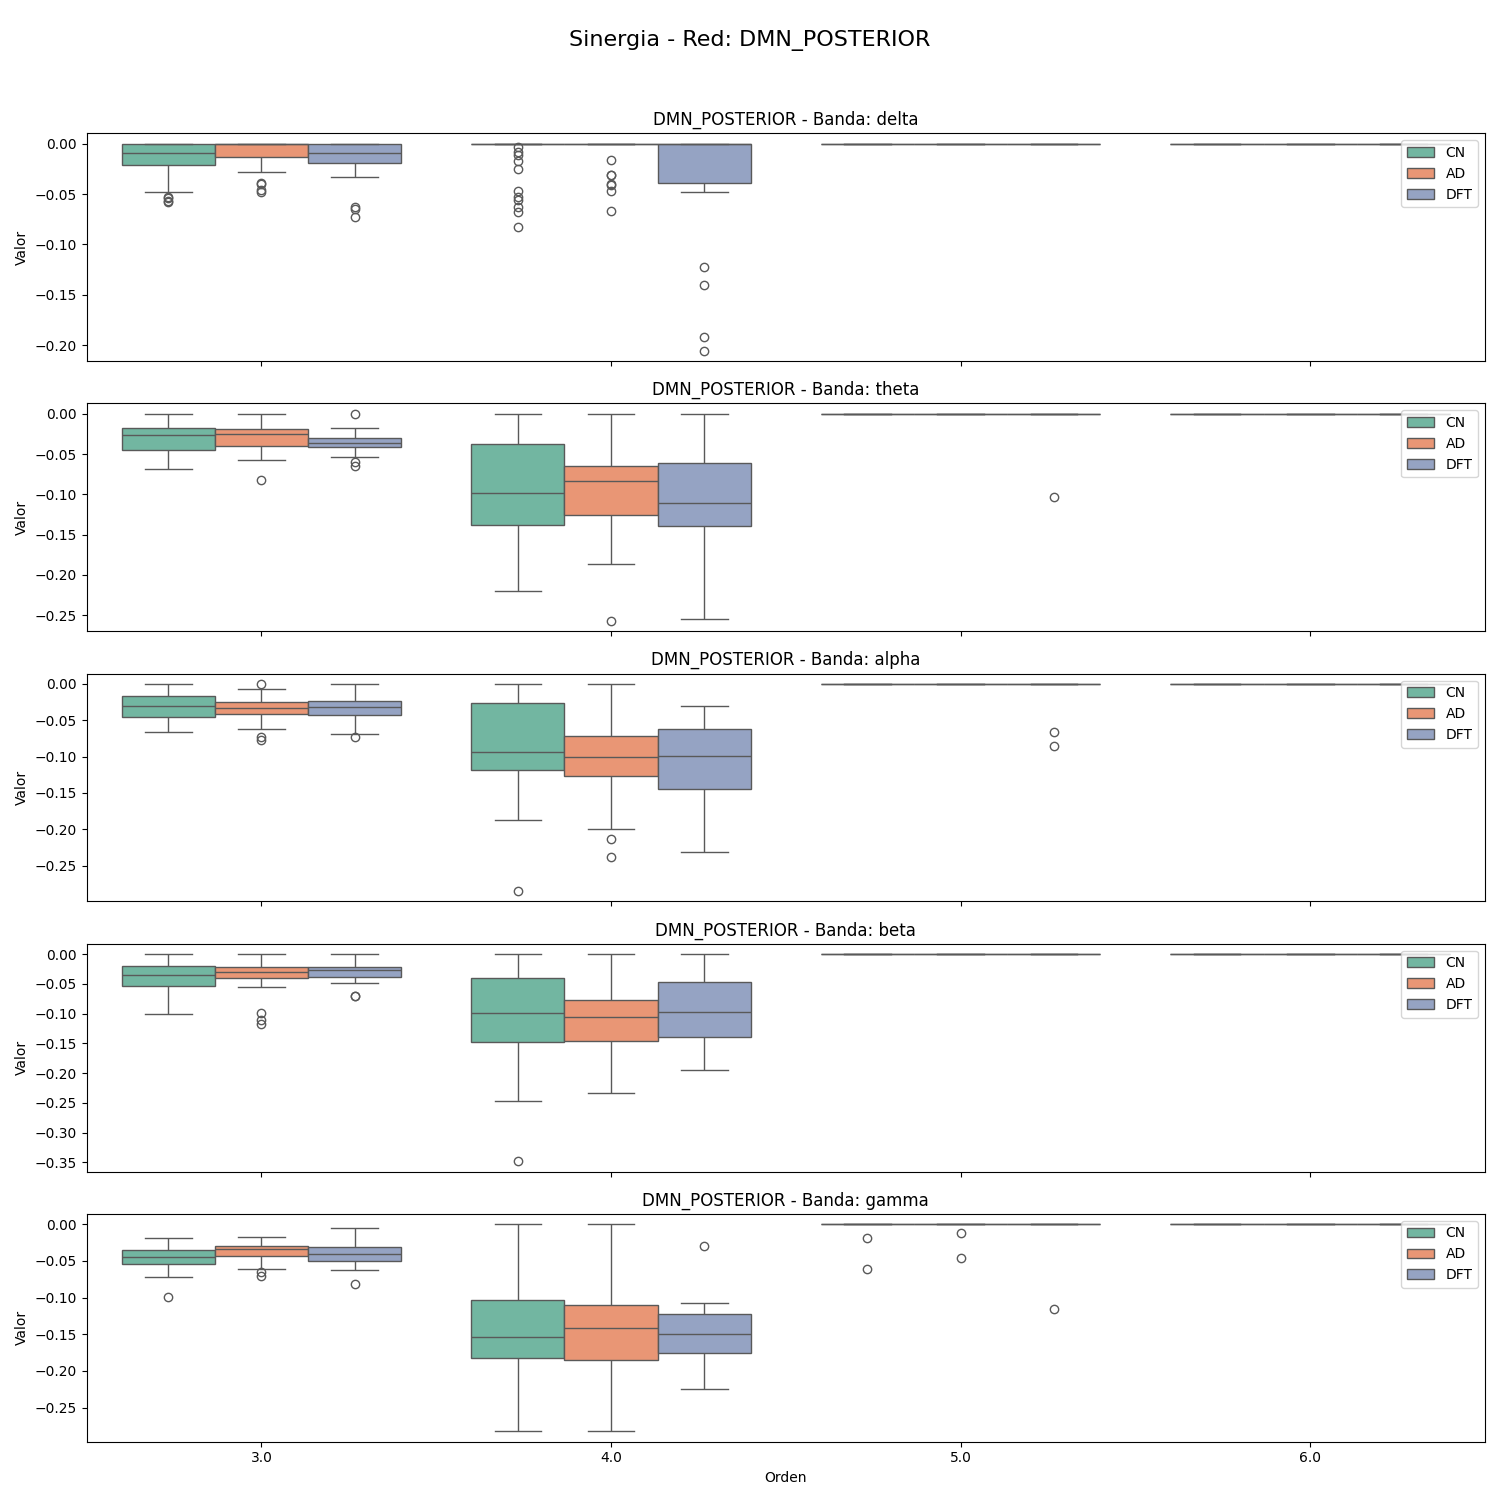 Sinergia - Red: DMN_POSTERIOR
DMN_POSTERIOR - Banda: delta
0.00
−0.05
−0.10
−0.15
−0.20
Valor
CN
AD
DFT
DMN_POSTERIOR - Banda: theta
0.00
−0.05
−0.10
−0.15
−0.20
−0.25
Valor
CN
AD
DFT
DMN_POSTERIOR - Banda: alpha
0.00
−0.05
−0.10
−0.15
−0.20
−0.25
Valor
CN
AD
DFT
DMN_POSTERIOR - Banda: beta
0.00
−0.05
−0.10
−0.15
−0.20
−0.25
−0.30
−0.35
Valor
CN
AD
DFT
DMN_POSTERIOR - Banda: gamma
0.00
−0.05
−0.10
−0.15
−0.20
−0.25
Valor
CN
AD
DFT
3.0 4.0 5.0 6.0
Orden